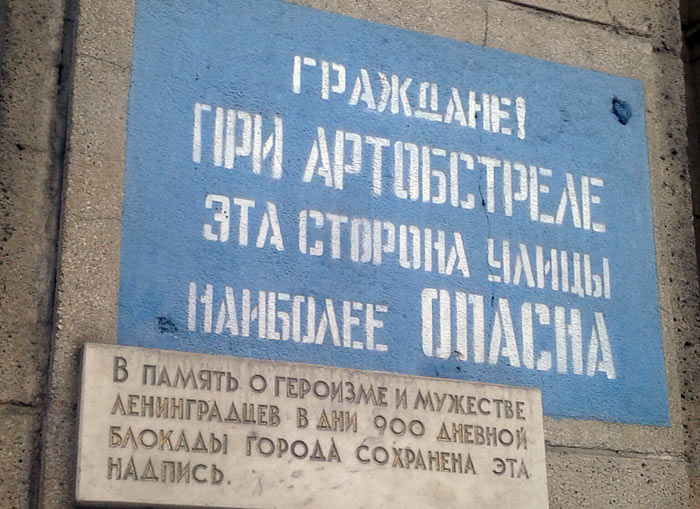 ГРАЖДАНЕ!
ПРИ АРТОБСТРЕЛЕ
ЭТА СТОРОНА УЛИЦЫ
НАИБОЛЕЕ ОПАСНА
В ПАМЯТЬ О ГЕРОИЗМЕ И МУЖЕСТВЕ
ЛЕНИНГРАДЦЕВ В ДНИ 900 ДНЕВНОЙ
БЛОКАДЫ ГОРОДА СОХРАНЕНА ЭТА
НАДПИСЬ.